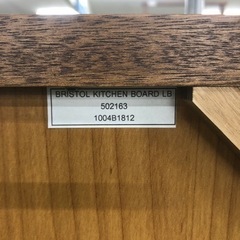 BRISTOL KITCHEN BOARD LB
502163
1004B1812